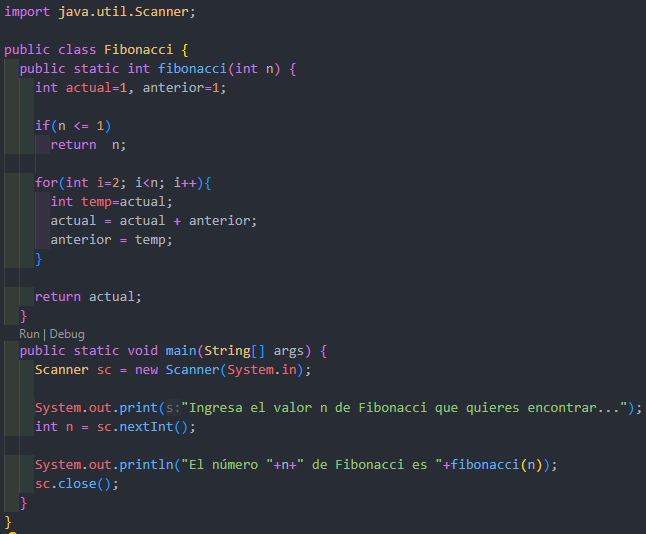 import java.util.Scanner;
public class Fibonacci {
public static int fibonacci(int n) {
int actual=1, anterior=1;
if(n <= 1)
return  n;
for(int i=2; i<n; i++){
int temp=actual;
actual = actual + anterior;
anterior = temp;
}
return actual;
}
Run | Debug
public static void main(String[] args) {
Scanner sc = new Scanner(System.in);
System.out.print(s:"Ingresa el valor n de Fibonacci que quieres encontrar...");
int n = sc.nextInt();
System.out.println("El número "+n+" de Fibonacci es "+fibonacci(n));
sc.close();
}
}